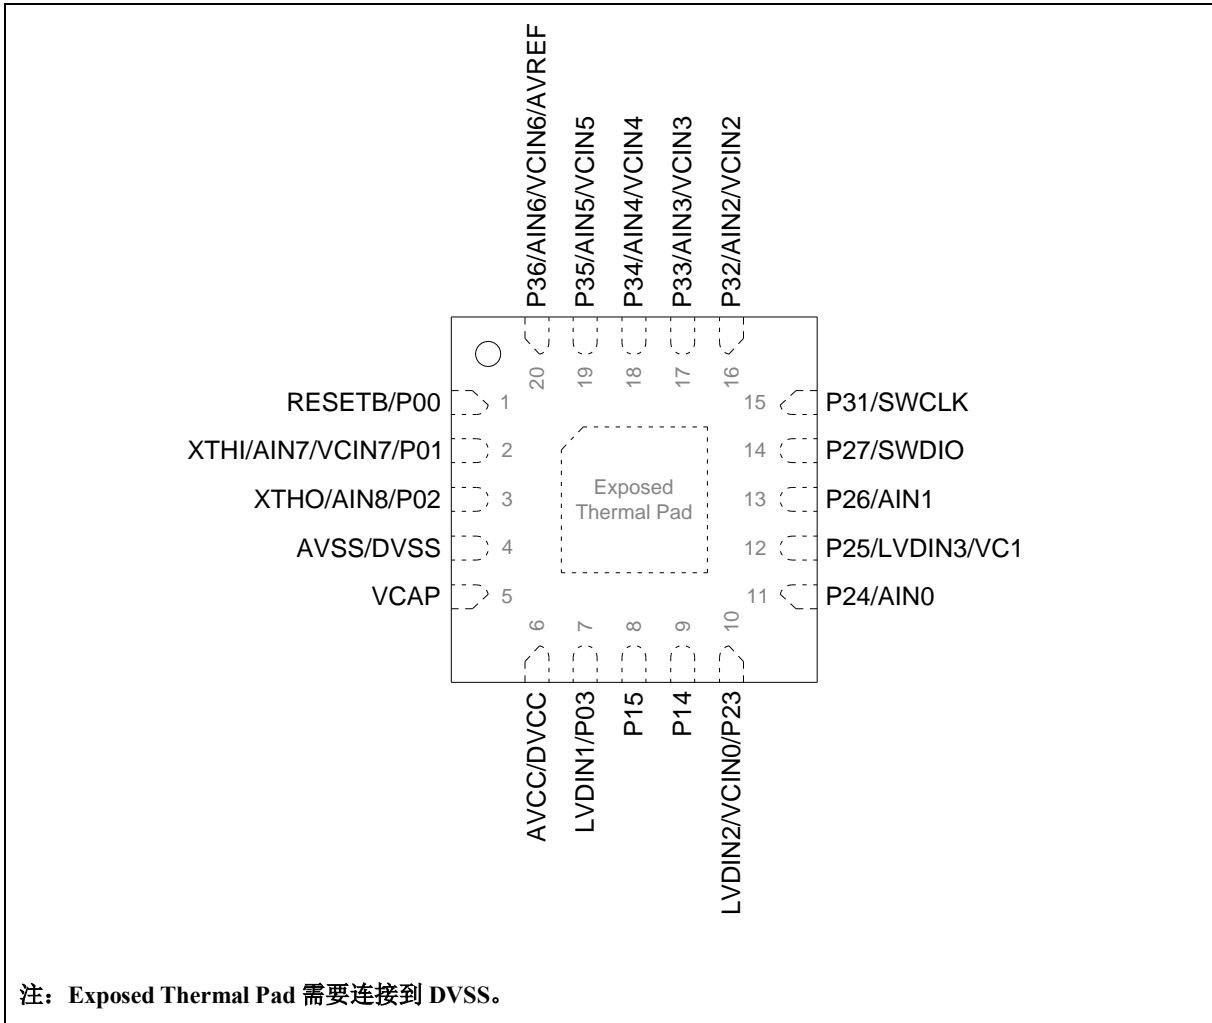 P36/AIN6/VCIN6/AVREF
P35/AIN5/VCIN5
P34/AIN4/VCIN4
P33/AIN3/VCIN3
P32/AIN2/VCIN2
20
19
18
17
16
RESETB/P00
1
15
P31/SWCLK
XTHI/AIN7/VCIN7/P01
2
14
P27/SWDIO
XTHO/AIN8/P02
3
13
P26/AIN1
AVSS/DVSS
4
12
P25/LVDIN3/VC1
VCAP
5
11
P24/AIN0
Exposed
Thermal Pad
6
7
8
9
10
AVCC/DVCC
LVDIN1/P03
P15
P14
LVDIN2/VCIN0/P23
注：Exposed Thermal Pad 需要连接到 DVSS。